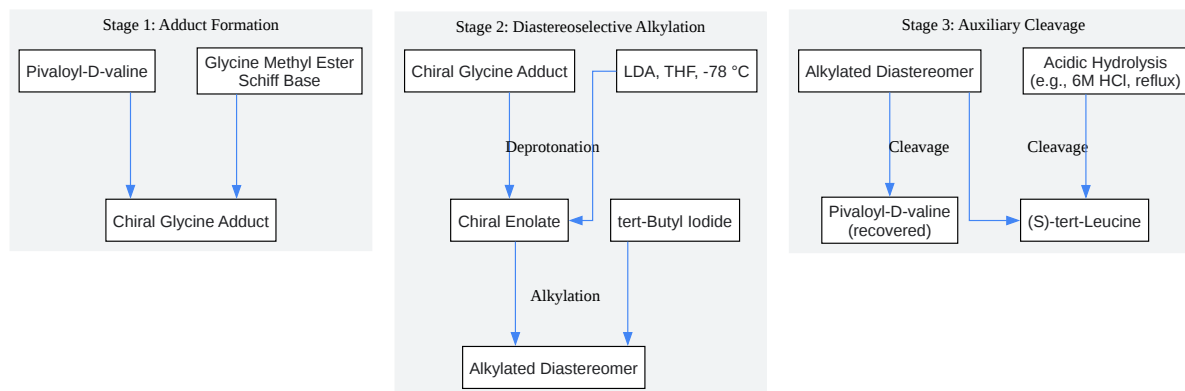 Stage 1: Adduct Formation
Pivaloyl-D-valine
Glycine Methyl Ester
Schiff Base
Chiral Glycine Adduct
Stage 2: Diastereoselective Alkylation
Chiral Glycine Adduct
LDA, THF, -78 °C
Deprotonation
Chiral Enolate
tert-Butyl Iodide
Alkylation
Alkylated Diastereomer
Stage 3: Auxiliary Cleavage
Alkylated Diastereomer
Acidic Hydrolysis
(e.g., 6M HCl, reflux)
Cleavage
Cleavage
Pivaloyl-D-valine
(recovered)
(S)-tert-Leucine